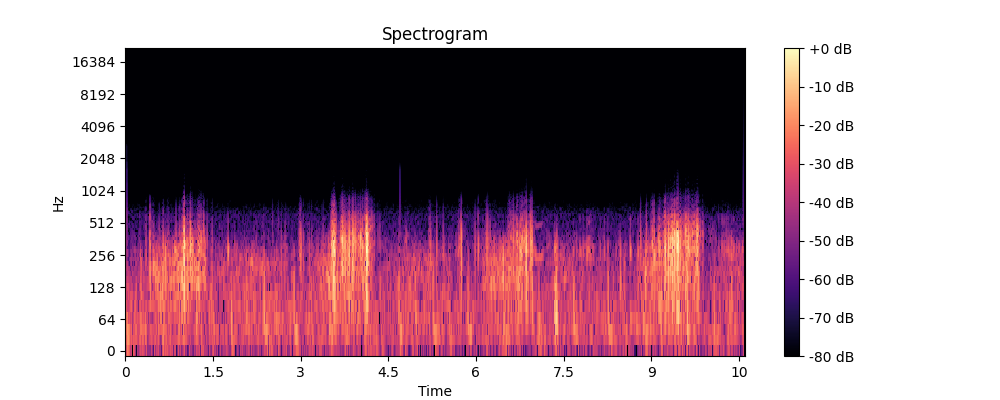 Spectrogram
16384
8192
4096
2048
1024
512
256
128
64
0
Hz
0
1.5
3
4.5
6
7.5
9
10
Time
+0 dB
-10 dB
-20 dB
-30 dB
-40 dB
-50 dB
-60 dB
-70 dB
-80 dB